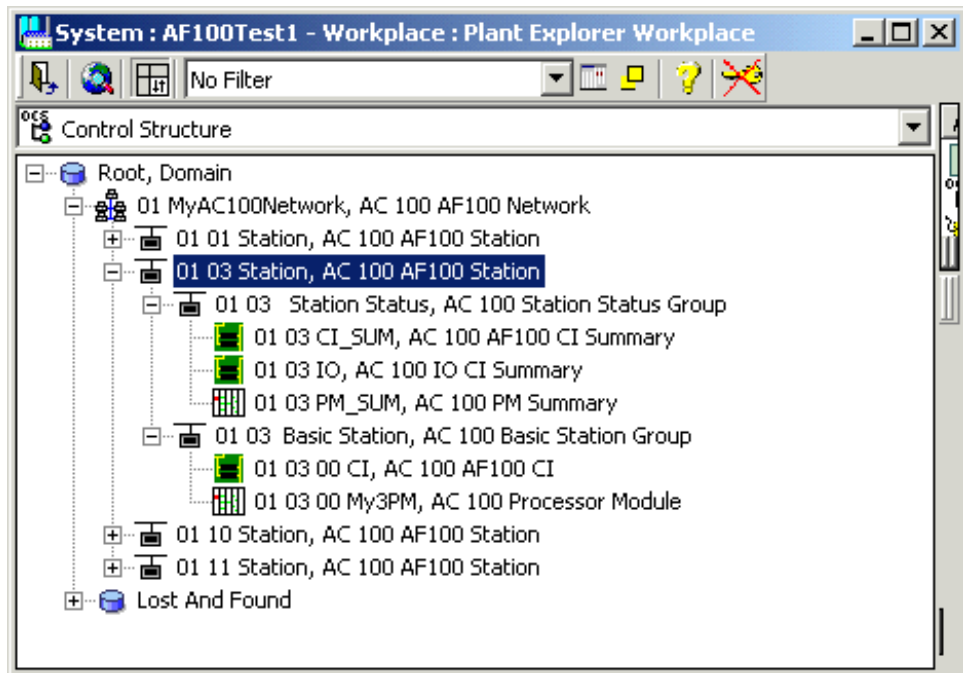 System : AF100Test1 - Workplace : Plant Explorer Workplace
No Filter
Control Structure
Root, Domain
01 MyAC100Network, AC 100 AF100 Network
01 01 Station, AC 100 AF100 Station
01 03 Station, AC 100 AF100 Station
01 03 Station Status, AC 100 Station Status Group
01 03 CI_SUM, AC 100 AF100 CI Summary
01 03 IO, AC 100 IO CI Summary
01 03 PM_SUM, AC 100 PM Summary
01 03 Basic Station, AC 100 Basic Station Group
01 03 00 CI, AC 100 AF100 CI
01 03 00 My3PM, AC 100 Processor Module
01 10 Station, AC 100 AF100 Station
01 11 Station, AC 100 AF100 Station
Lost And Found